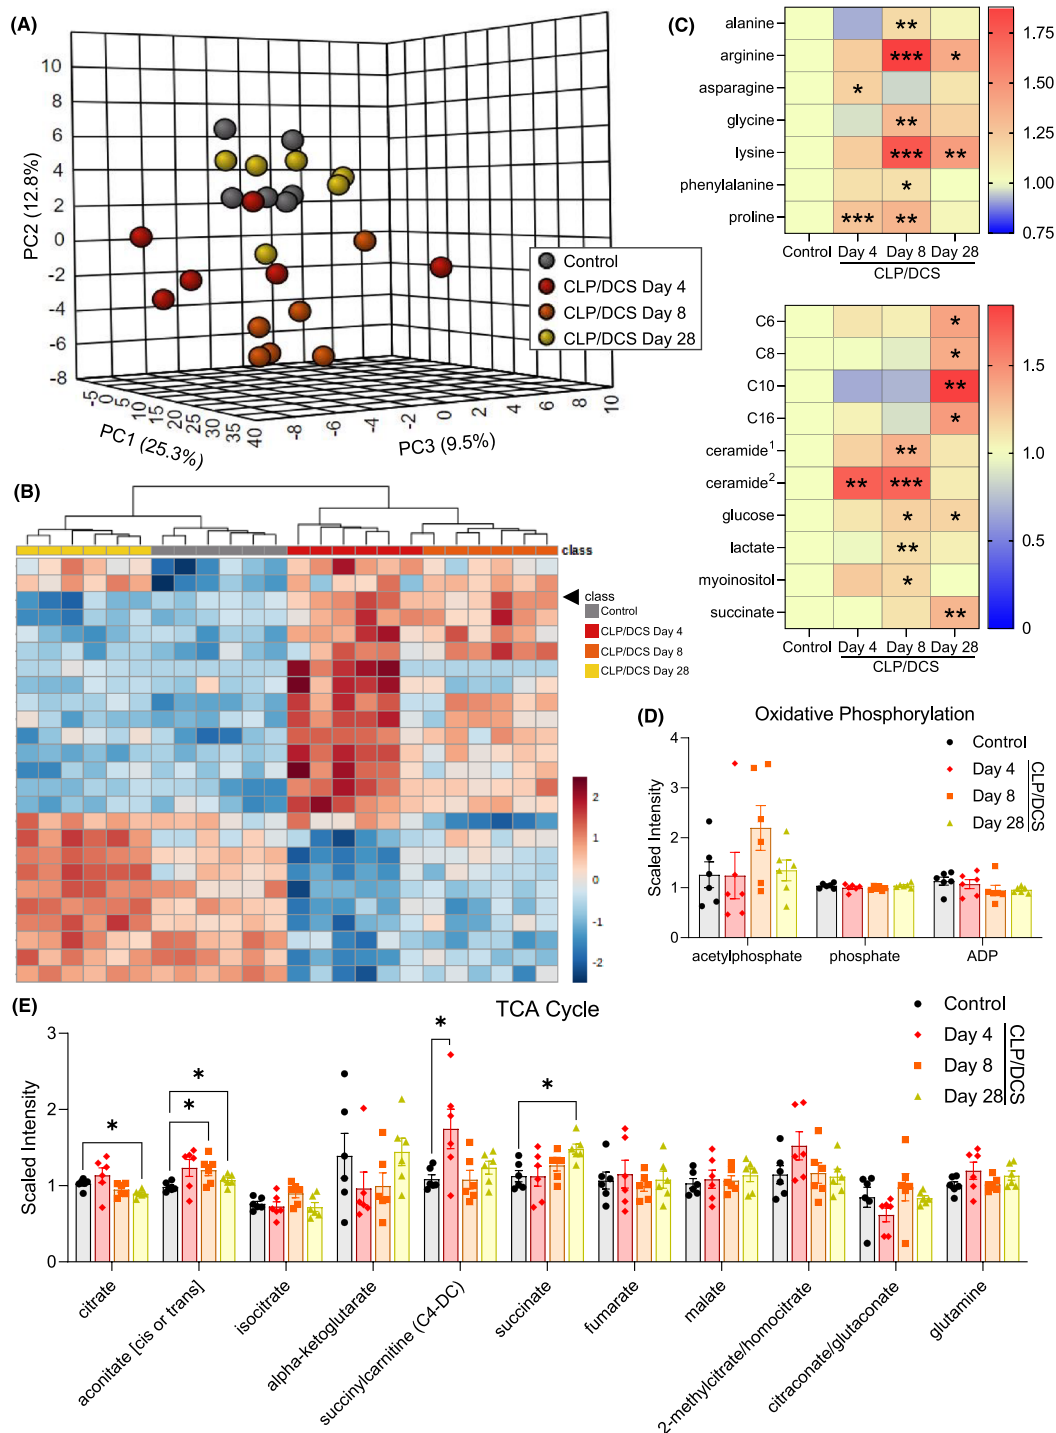 (A)
10
8
6
4
2
0
-2
-4
-6
-8
PC2 (12.8%)
-5
0
5
10
15
20
25
30
35
40
PC1 (25.3%)
-8
-6
-4
-2
0
2
4
6
8
10
PC3 (9.5%)
Control
CLP/DCS Day 4
CLP/DCS Day 8
CLP/DCS Day 28
(C)
alanine **
arginine *** *
asparagine *
glycine **
lysine *** **
phenylalanine *
proline *** **
Control Day 4 Day 8 Day 28
CLP/DCS
1.75
1.50
1.25
1.00
0.75
C6 *
C8 *
C10 **
C16 *
ceramide1 **
ceramide2 ** ***
glucose * *
lactate **
myoinositol *
succinate **
Control Day 4 Day 8 Day 28
CLP/DCS
1.5
1.0
0.5
0
(B)
class
class
Control
CLP/DCS Day 4
CLP/DCS Day 8
CLP/DCS Day 28
2
1
0
-1
-2
(D)
Oxidative Phosphorylation
Scaled Intensity
4
3
2
1
0
Control
Day 4
Day 8
Day 28
CLP/DCS
acetylphosphate phosphate ADP
(E)
TCA Cycle
Scaled Intensity
3
2
1
0
* * * * *
Control
Day 4
Day 8
Day 28
CLP/DCS
citrate
aconitate [cis or trans]
isocitrate
alpha-ketoglutarate
succinylcarnitine (C4-DC)
succinate
fumarate
malate
2-methylcitrate/homocitrate
citraconate/glutaconate
glutamine